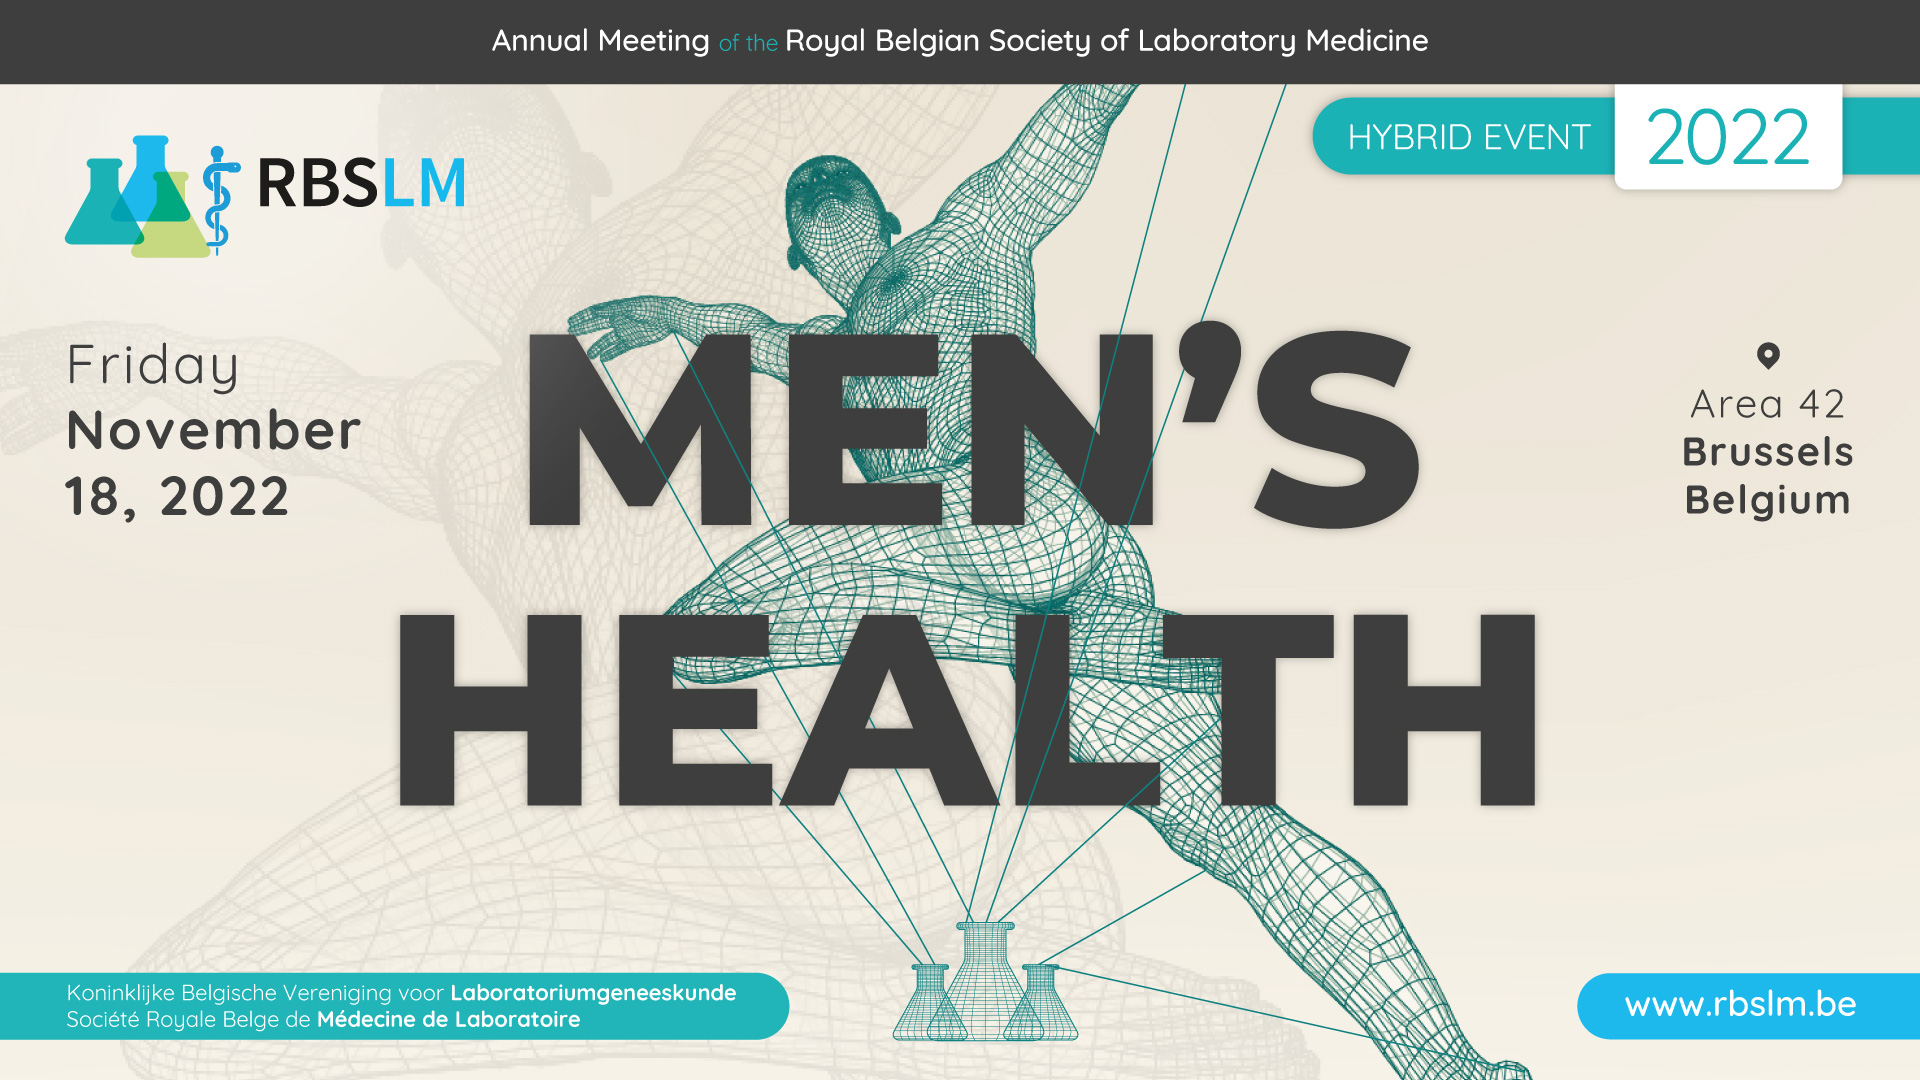 Annual Meeting of the Royal Belgian Society of Laboratory Medicine
HYBRID EVENT 2022
RBSLM
Friday
November
18, 2022
MEN’S
HEALTH
Area 42
Brussels
Belgium
Koninklijke Belgische Vereniging voor Laboratoriumgeneeskunde
Société Royale Belge de Médecine de Laboratoire
www.rbslm.be